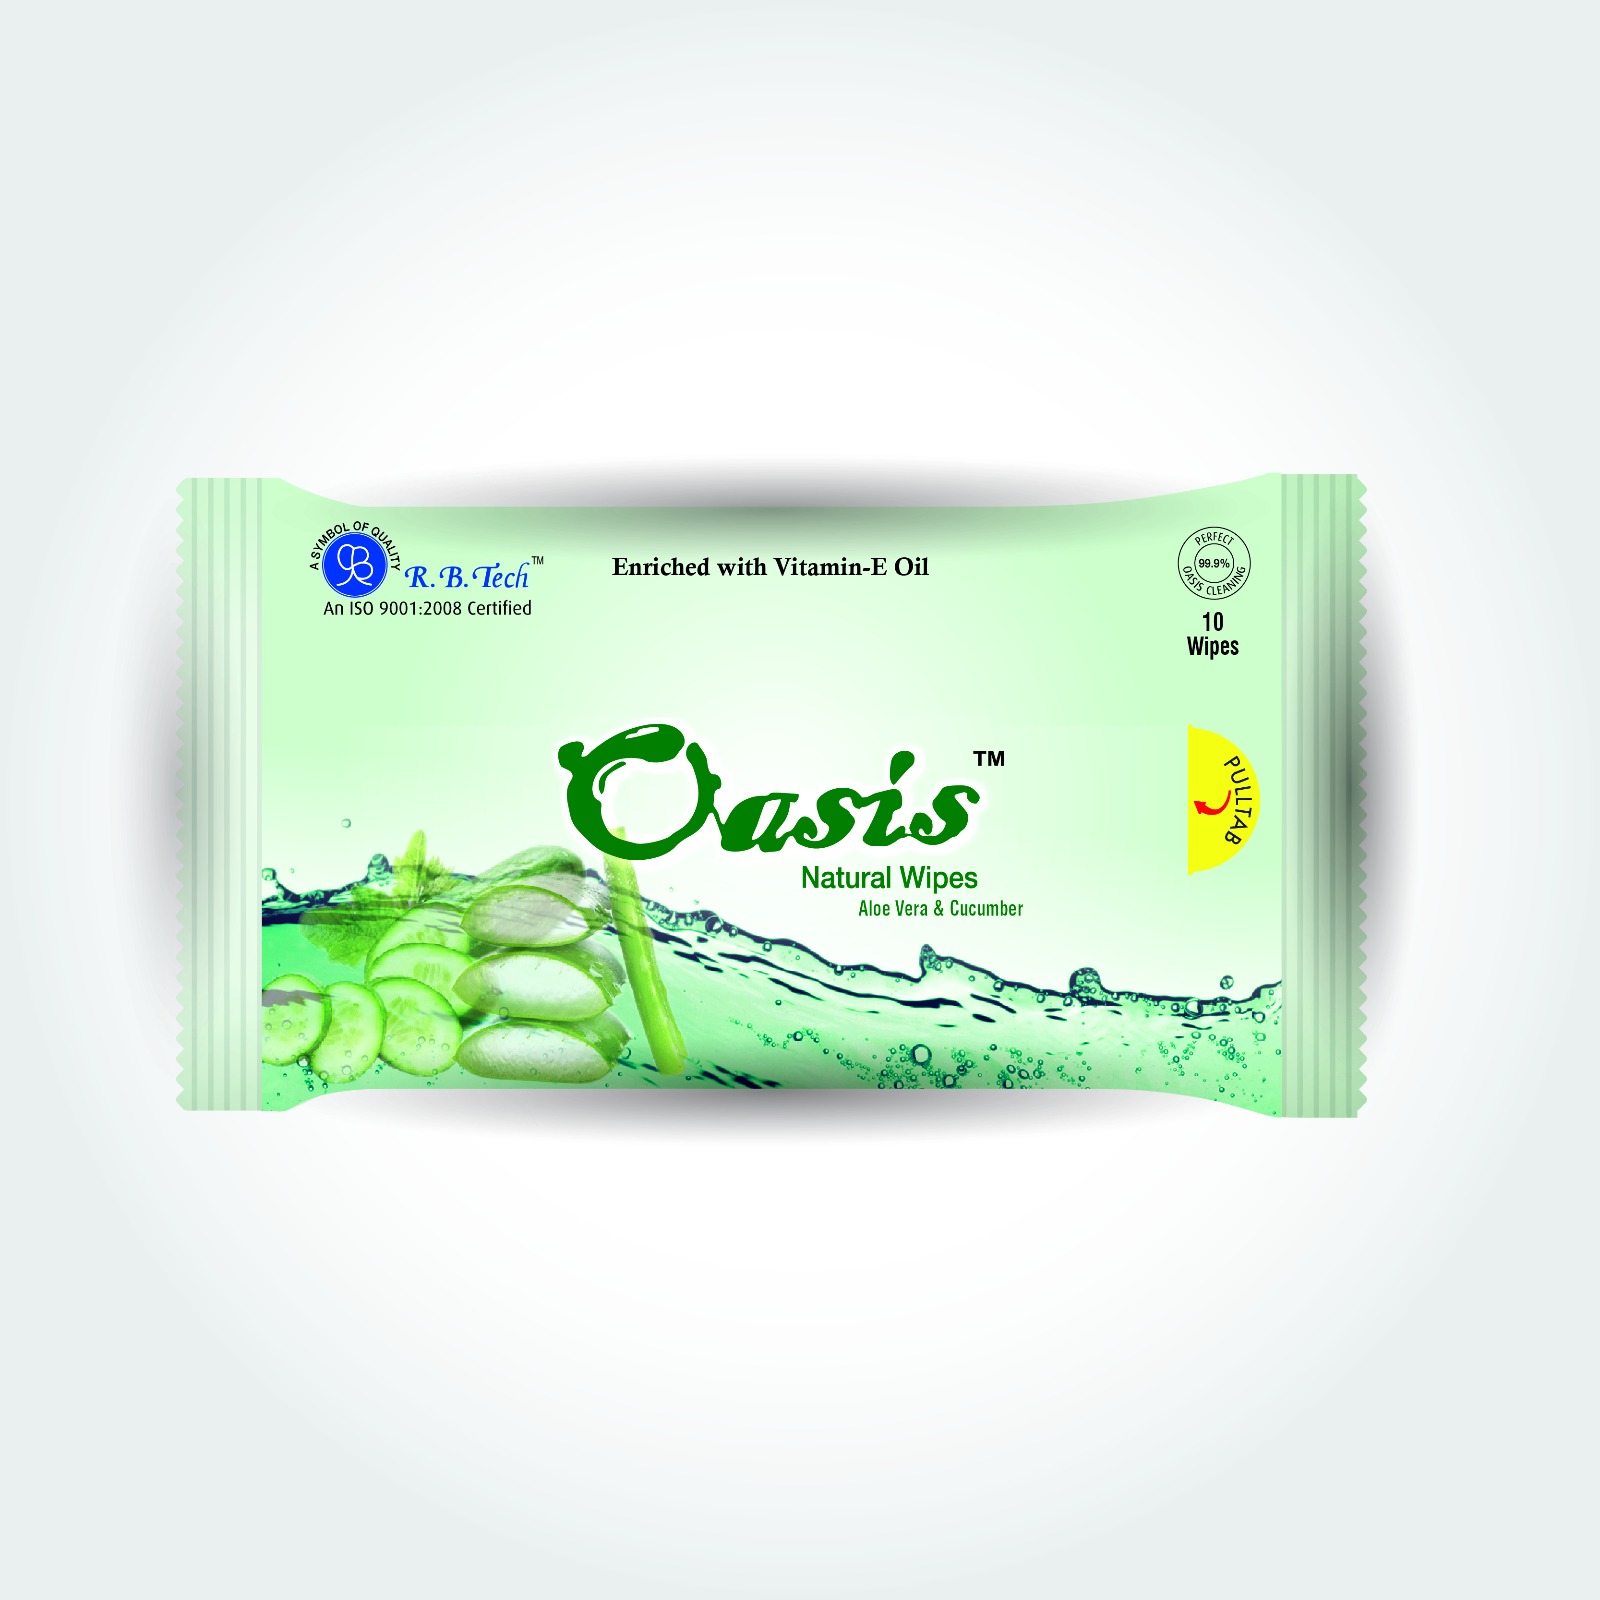 A SYMBOL OF QUALITY
R.B.Tech™
An ISO 9001:2008 Certified
Enriched with Vitamin-E Oil
PERFECT
99.9%
OASIS CLEANING
10
Wipes
Oasis™
Natural Wipes
Aloe Vera & Cucumber
PULLTAB